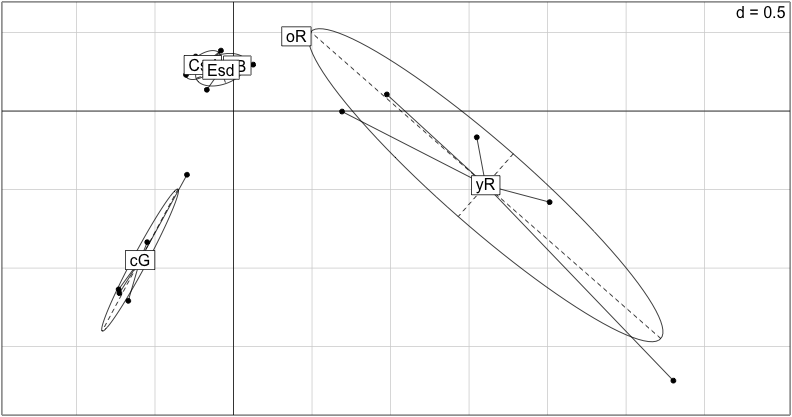 d = 0.5
oR
Esd
B
yR
cG